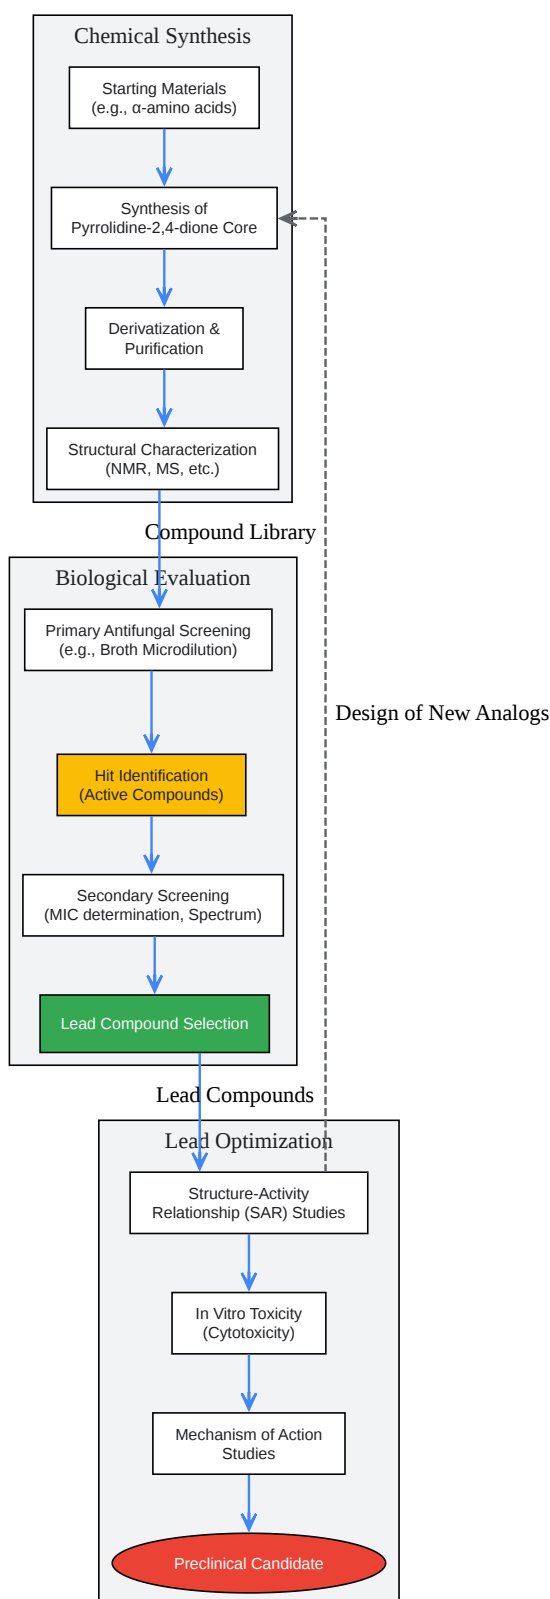 Chemical Synthesis
Starting Materials
(e.g., α-amino acids)
Synthesis of
Pyrrolidine-2,4-dione Core
Derivatization &
Purification
Structural Characterization
(NMR, MS, etc.)
Compound Library
Biological Evaluation
Primary Antifungal Screening
(e.g., Broth Microdilution)
Design of New Analogs
Hit Identification
(Active Compounds)
Secondary Screening
(MIC determination, Spectrum)
Lead Compound Selection
Lead Compounds
Lead Optimization
Structure-Activity
Relationship (SAR) Studies
In Vitro Toxicity
(Cytotoxicity)
Mechanism of Action
Studies
Preclinical Candidate